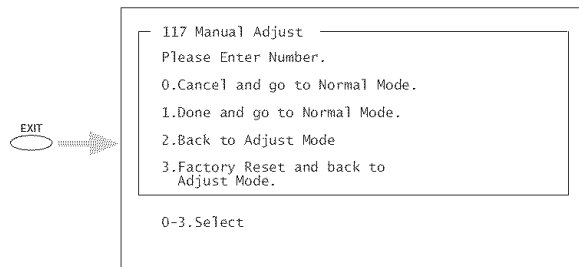 117 Manual Adjust
Please Enter Number.
0.Cancel and go to Normal Mode.
1.Done and go to Normal Mode.
2.Back to Adjust Mode
3.Factory Reset and back to
Adjust Mode.
EXIT
0-3.Select